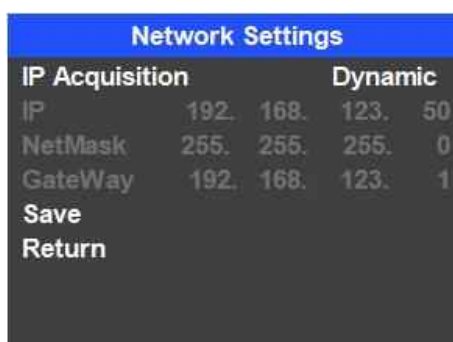 Network Settings
IP Acquisition Dynamic
IP 192. 168. 123. 50
NetMask 255. 255. 255. 0
GateWay 192. 168. 123. 1
Save
Return